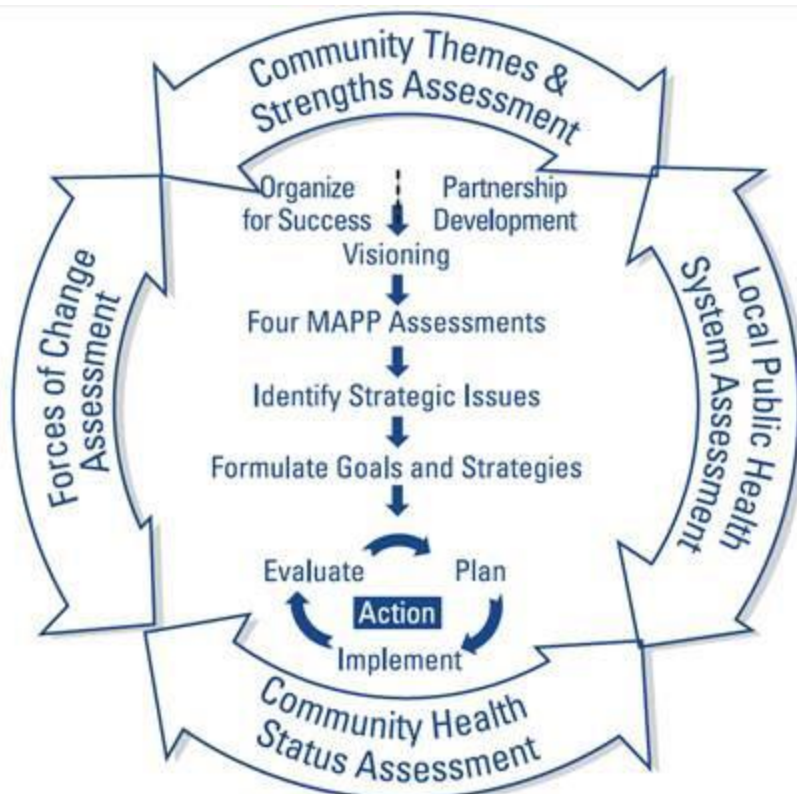 Community Themes &
Strengths Assessment
Organize
for Success
Partnership
Development
Visioning
Four MAPP Assessments
Identify Strategic Issues
Formulate Goals and Strategies
Evaluate
Plan
Action
Implement
Forces of Change
Assessment
Local Public Health
System Assessment
Community Health
Status Assessment